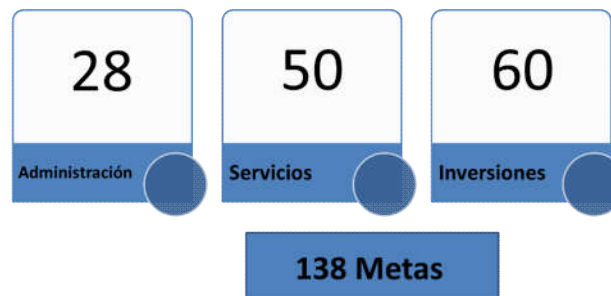 28
50
60
Administración
Servicios
Inversiones
138 Metas